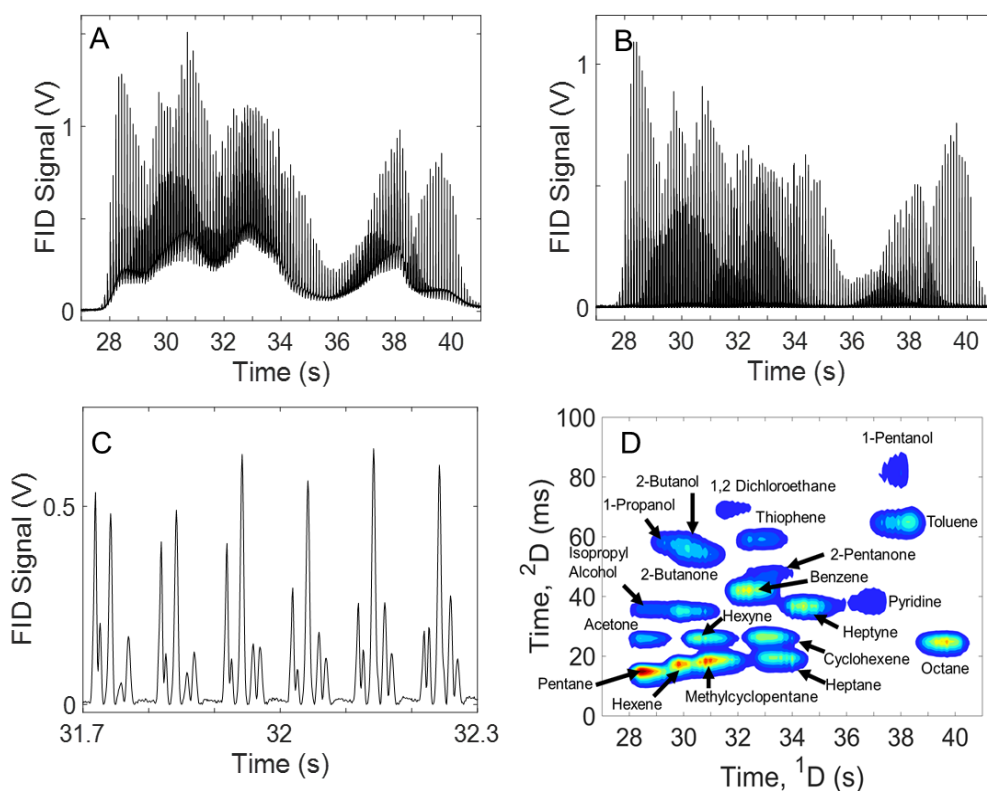 A
FID Signal (V)
1
0
28 30 32 34 36 38 40
Time (s)
B
FID Signal (V)
1
0
28 30 32 34 36 38 40
Time (s)
C
FID Signal (V)
0.5
0
31.7 32 32.3
Time (s)
D
Time, ²D (ms)
100
80
60
40
20
0
1-Pentanol
2-Butanol
1,2 Dichloroethane
1-Propanol
Thiophene
Toluene
Isopropyl
Alcohol
2-Butanone
2-Pentanone
Benzene
Acetone
Hexyne
Pyridine
Heptyne
Cyclohexene
Octane
Pentane
Hexene
Methylcyclopentane
Heptane
28 30 32 34 36 38 40
Time, ¹D (s)